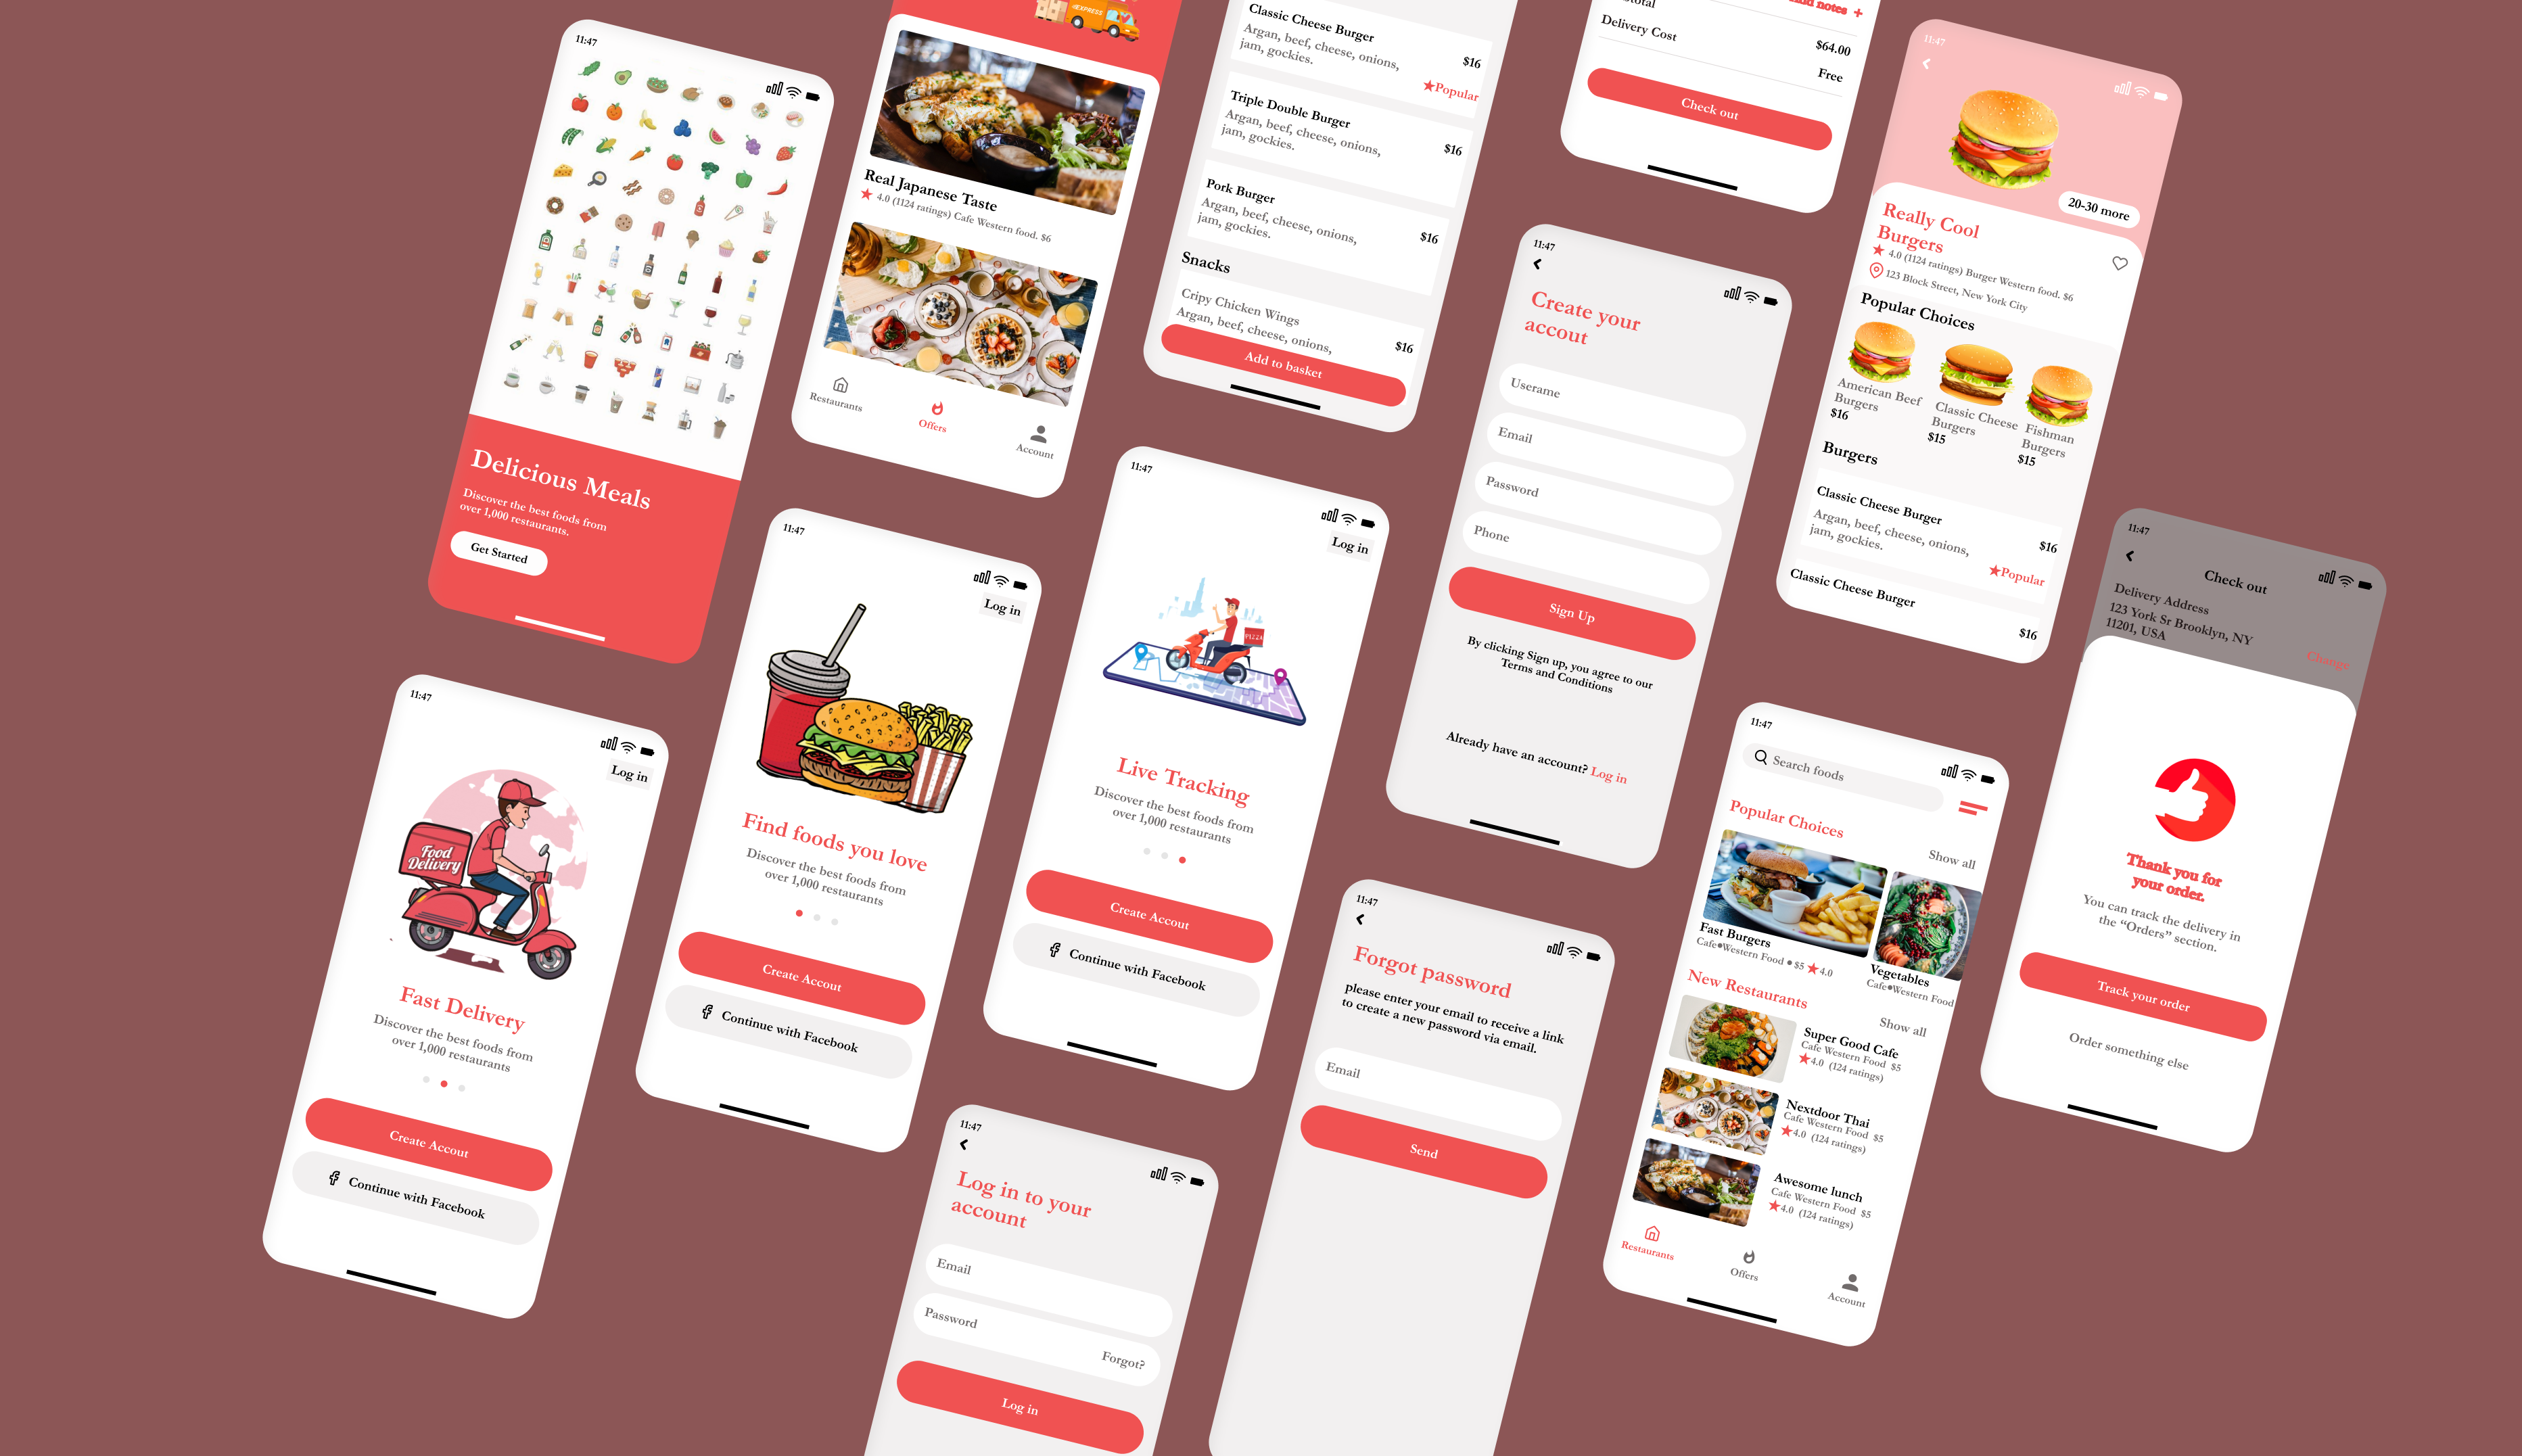 11:47
Delicious Meals
Discover the best foods from
over 1,000 restaurants.
Get Started
EXPRESS
Real Japanese Taste
4.0 (1124 ratings) Cafe Western food. $6
Restaurants
Offers
Account
Classic Cheese Burger
Argan, beef, cheese, onions,
jam, gockies.
$16
★Popular
Triple Double Burger
Argan, beef, cheese, onions,
jam, gockies.
$16
Pork Burger
Argan, beef, cheese, onions,
jam, gockies.
$16
Snacks
Cripy Chicken Wings
Argan, beef, cheese, onions,
$16
Add to basket
notes +
$64.00
Delivery Cost
Free
Check out
11:47
20-30 more
Really Cool
Burgers
4.0 (1124 ratings) Burger Western food. $6
123 Block Street, New York City
Popular Choices
American Beef
Burgers
$16
Classic Cheese
Burgers
$15
Fishman
Burgers
$15
Burgers
Classic Cheese Burger
Argan, beef, cheese, onions,
jam, gockies.
$16
★Popular
Classic Cheese Burger
$16
11:47
Create your
accout
Userame
Email
Password
Phone
Sign Up
By clicking Sign up, you agree to our
Terms and Conditions
Already have an account? Log in
11:47
Log in
Food
Delivery
Fast Delivery
Discover the best foods from
over 1,000 restaurants
Create Accout
Continue with Facebook
11:47
Log in
Find foods you love
Discover the best foods from
over 1,000 restaurants
Create Accout
Continue with Facebook
11:47
Log in
PIZZA
Live Tracking
Discover the best foods from
over 1,000 restaurants
Create Accout
Continue with Facebook
11:47
Log in to your
account
Email
Password
Forgot?
Log in
11:47
Forgot password
please enter your email to receive a link
to create a new password via email.
Email
Send
11:47
Search foods
Popular Choices
Show all
Fast Burgers
Cafe•Western Food • $5 ★4.0
Vegetables
Cafe•Western Food
New Restaurants
Show all
Super Good Cafe
Cafe Western Food $5
★4.0 (124 ratings)
Nextdoor Thai
Cafe Western Food $5
★4.0 (124 ratings)
Awesome lunch
Cafe Western Food $5
★4.0 (124 ratings)
Restaurants
Offers
Account
11:47
Check out
Delivery Address
123 York Sr Brooklyn, NY
11201, USA
Change
Thank you for
your order.
You can track the delivery in
the “Orders” section.
Track your order
Order something else